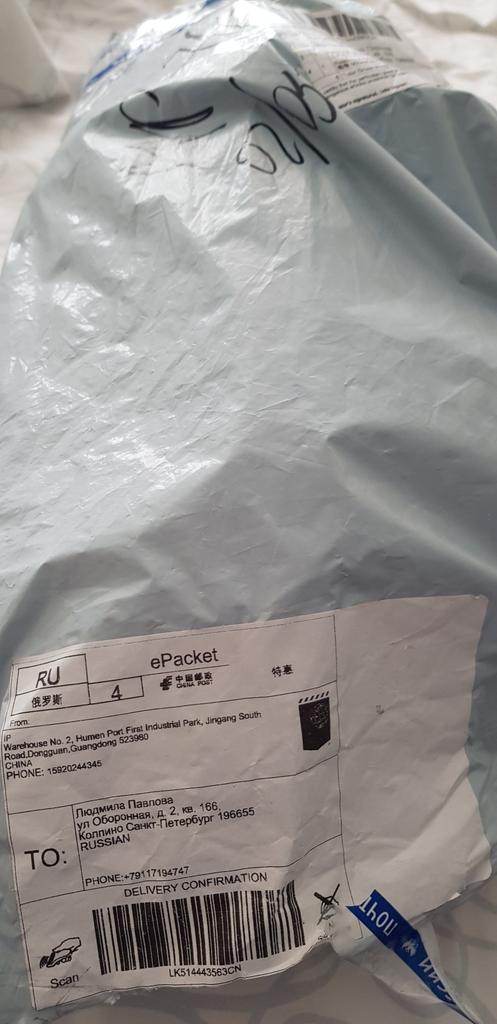 RU
俄罗斯
4
ePacket
中国邮政
CHINA POST
特惠
From:
IP
Warehouse No. 2, Humen Port First Industrial Park, Jingang South
Road,Dongguan,Guangdong 523980
CHINA
PHONE: 15920244345
TO:
Людмила Павлова
ул Оборонная, д. 2, кв. 166,
Колпино Санкт-Петербург 196655
RUSSIAN
PHONE:+79117194747
DELIVERY CONFIRMATION
Scan
LK514443563CN
ПОЧТ